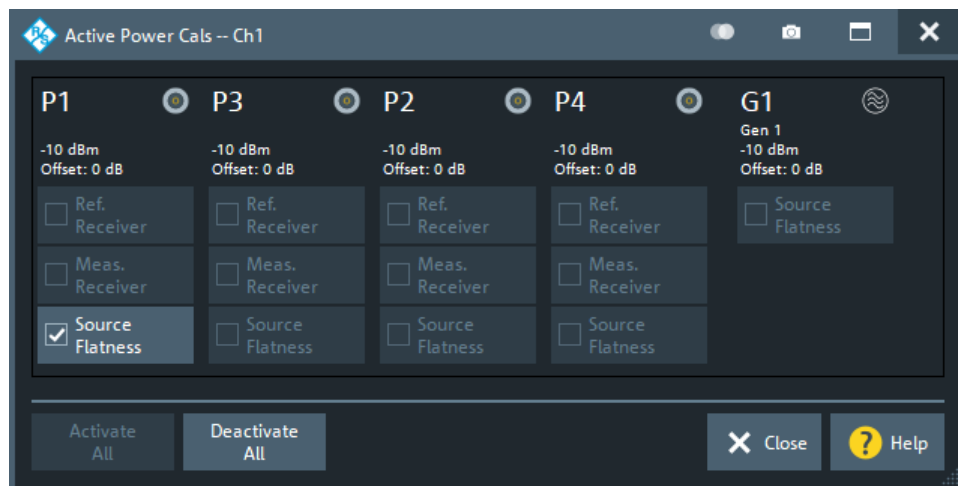 R&S
Active Power Cals -- Ch1
P1
P3
P2
P4
G1
Gen 1
-10 dBm
Offset: 0 dB
-10 dBm
Offset: 0 dB
-10 dBm
Offset: 0 dB
-10 dBm
Offset: 0 dB
-10 dBm
Offset: 0 dB
Ref.
Receiver
Ref.
Receiver
Ref.
Receiver
Ref.
Receiver
Source
Flatness
Meas.
Receiver
Meas.
Receiver
Meas.
Receiver
Meas.
Receiver
Source
Flatness
Source
Flatness
Source
Flatness
Source
Flatness
Activate
All
Deactivate
All
Close
? Help